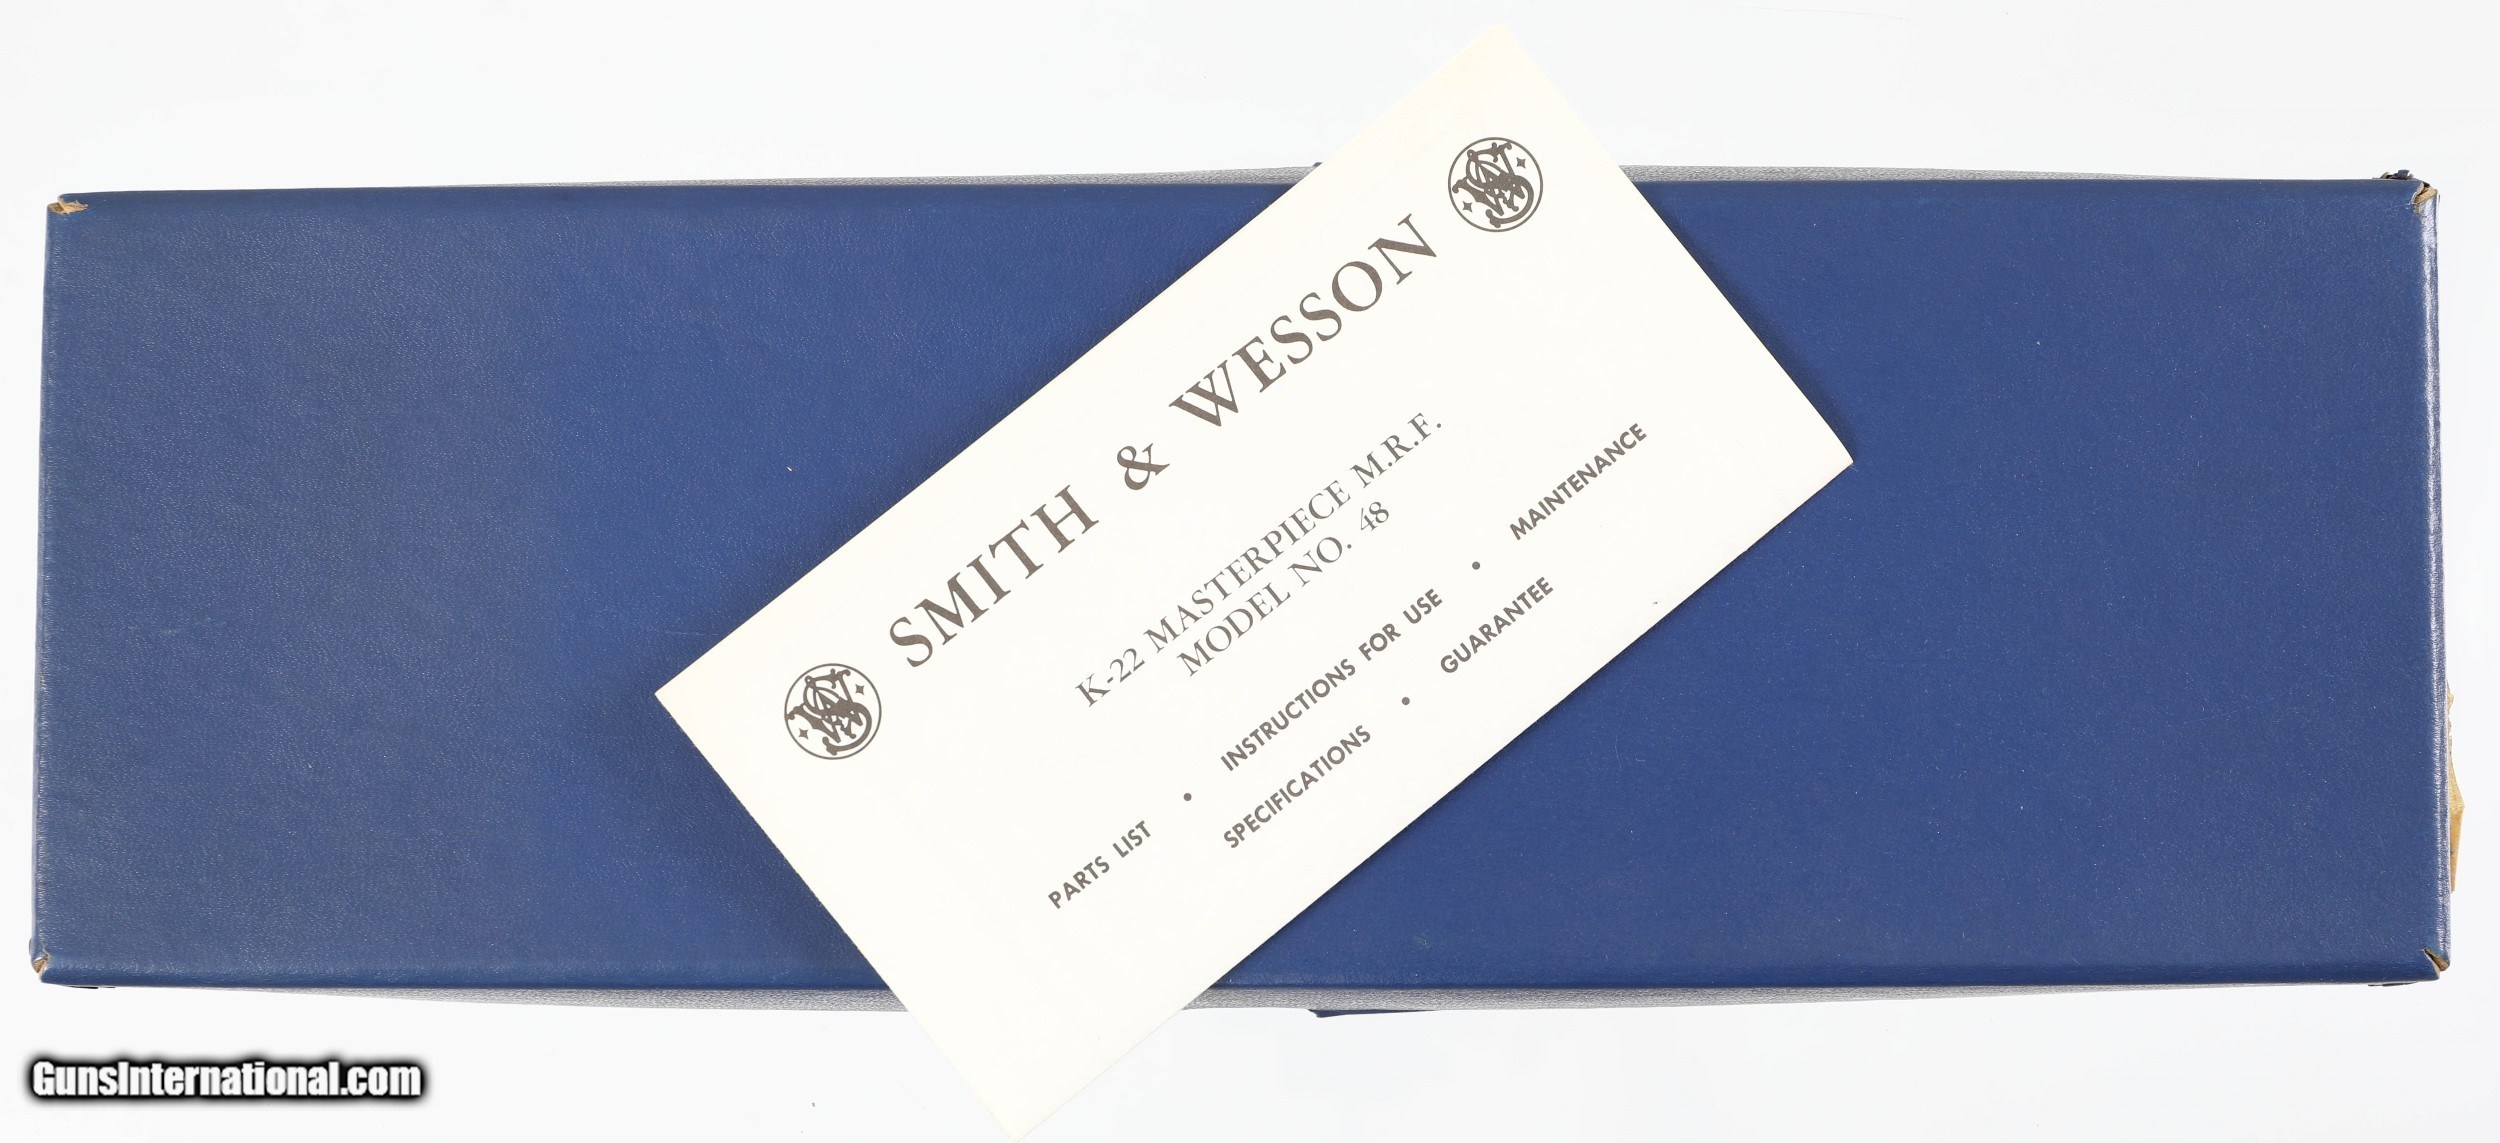 SMITH & WESSON
K-22 MASTERPIECE M.R.F.
MODEL NO. 48
PARTS LIST • INSTRUCTIONS FOR USE • MAINTENANCE
SPECIFICATIONS • GUARANTEE
GunsInternational.com